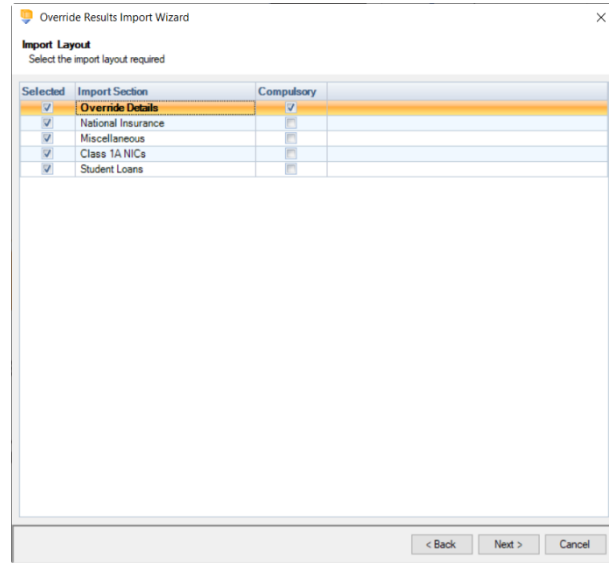 Override Results Import Wizard
Import Layout
Select the import layout required
Selected Import Section Compulsory
Override Details
National Insurance
Miscellaneous
Class 1A NICs
Student Loans
< Back Next > Cancel